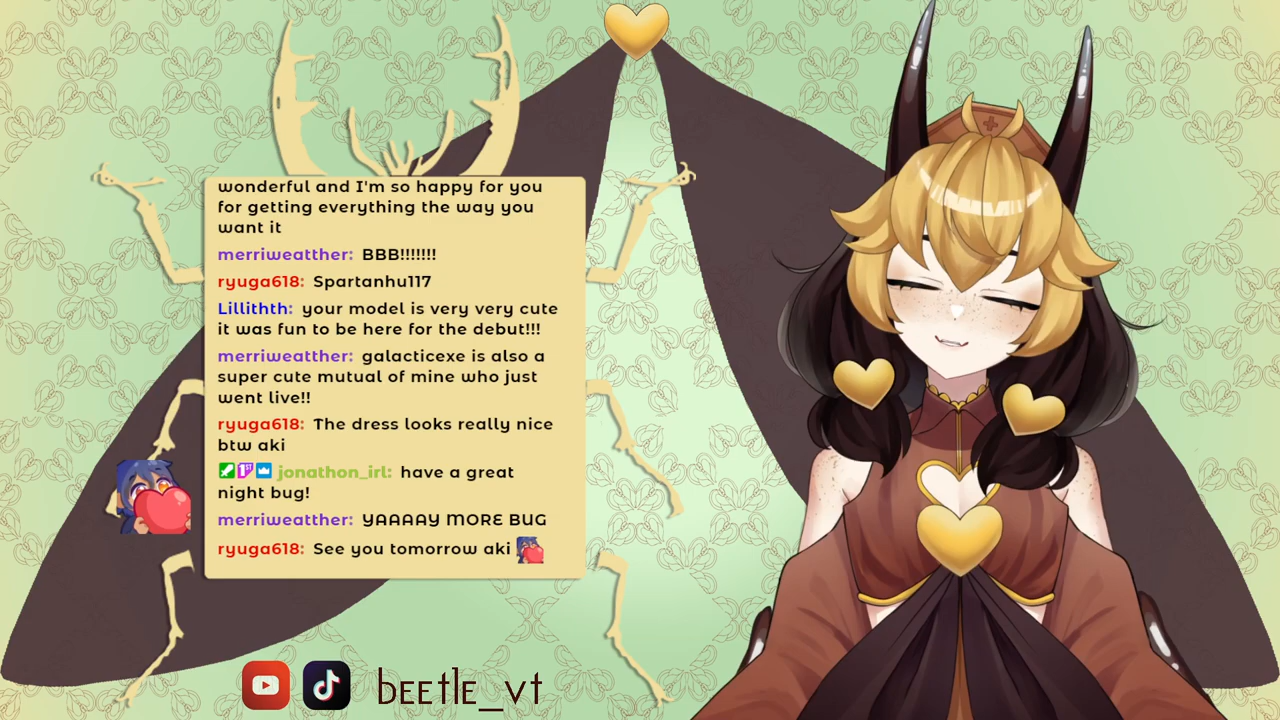 wonderful and I'm so happy for you
for getting everything the way you
want it
merriweatther: BBB!!!!!!!
ryuga618: Spartanhu117
Lillithth: your model is very very cute
it was fun to be here for the debut!!!
merriweatther: galacticexe is also a
super cute mutual of mine who just
went live!!
ryuga618: The dress looks really nice
btw aki
jonathon_irl: have a great
night bug!
merriweatther: YAAAAY MORE BUG
ryuga618: See you tomorrow aki
beetle_vt